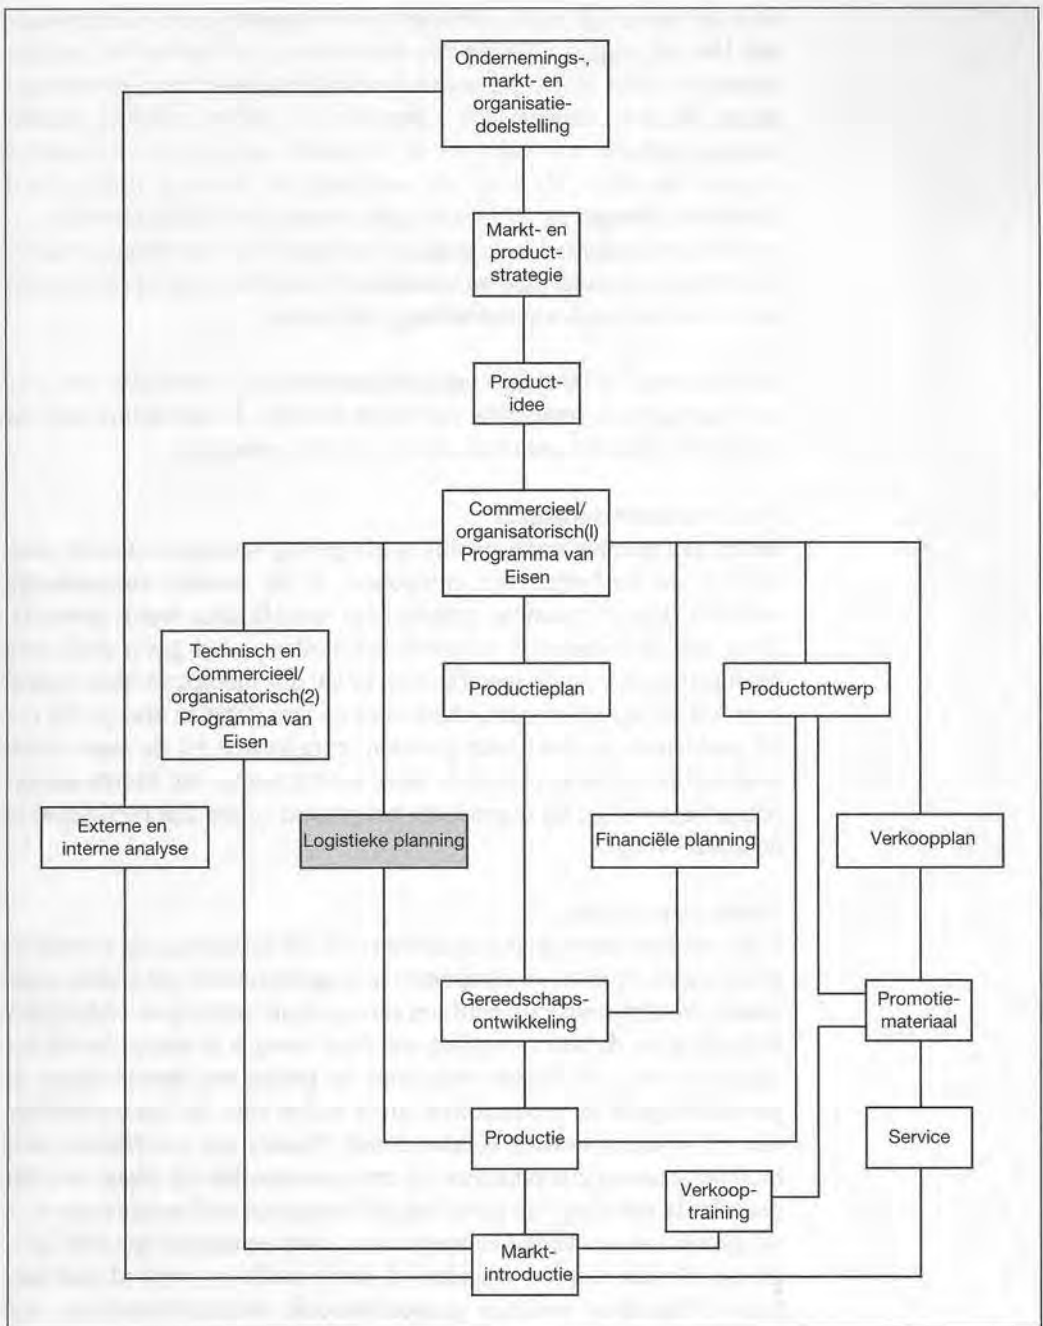 Ondernemings-,
markt- en
organisatie-
doelstelling
Markt- en
product-
strategie
Product-
idee
Commercieel/
organisatorisch(I)
Programma van
Eisen
Technisch en
Commercieel/
organisatorisch(2)
Programma van
Eisen
Productieplan
Productontwerp
Externe en
interne analyse
Logistieke planning
Financiële planning
Verkoopplan
Gereedschaps-
ontwikkeling
Promotie-
materiaal
Productie
Service
Verkoop-
training
Markt-
introductie